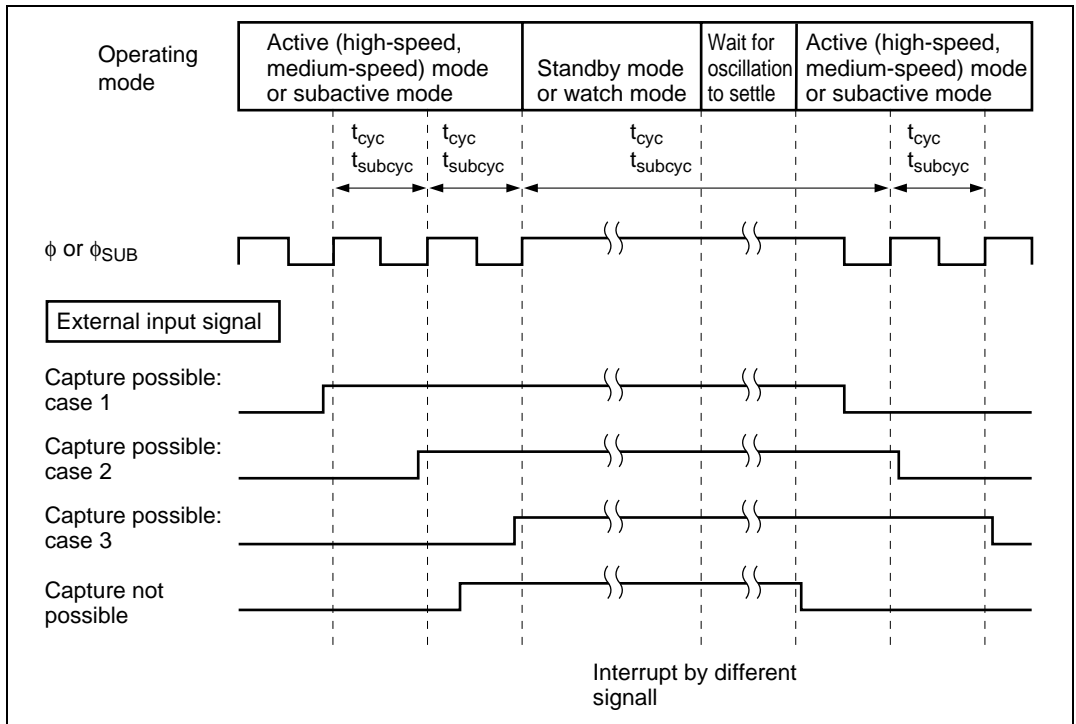 Operating
mode
Active (high-speed,
medium-speed) mode
or subactive mode
Standby mode
or watch mode
Wait for
oscillation
to settle
Active (high-speed,
medium-speed) mode
or subactive mode
tcyc
tsubcyc
tcyc
tsubcyc
tcyc
tsubcyc
tcyc
tsubcyc
ϕ or ϕSUB
External input signal
Capture possible:
case 1
Capture possible:
case 2
Capture possible:
case 3
Capture not
possible
Interrupt by different
signall